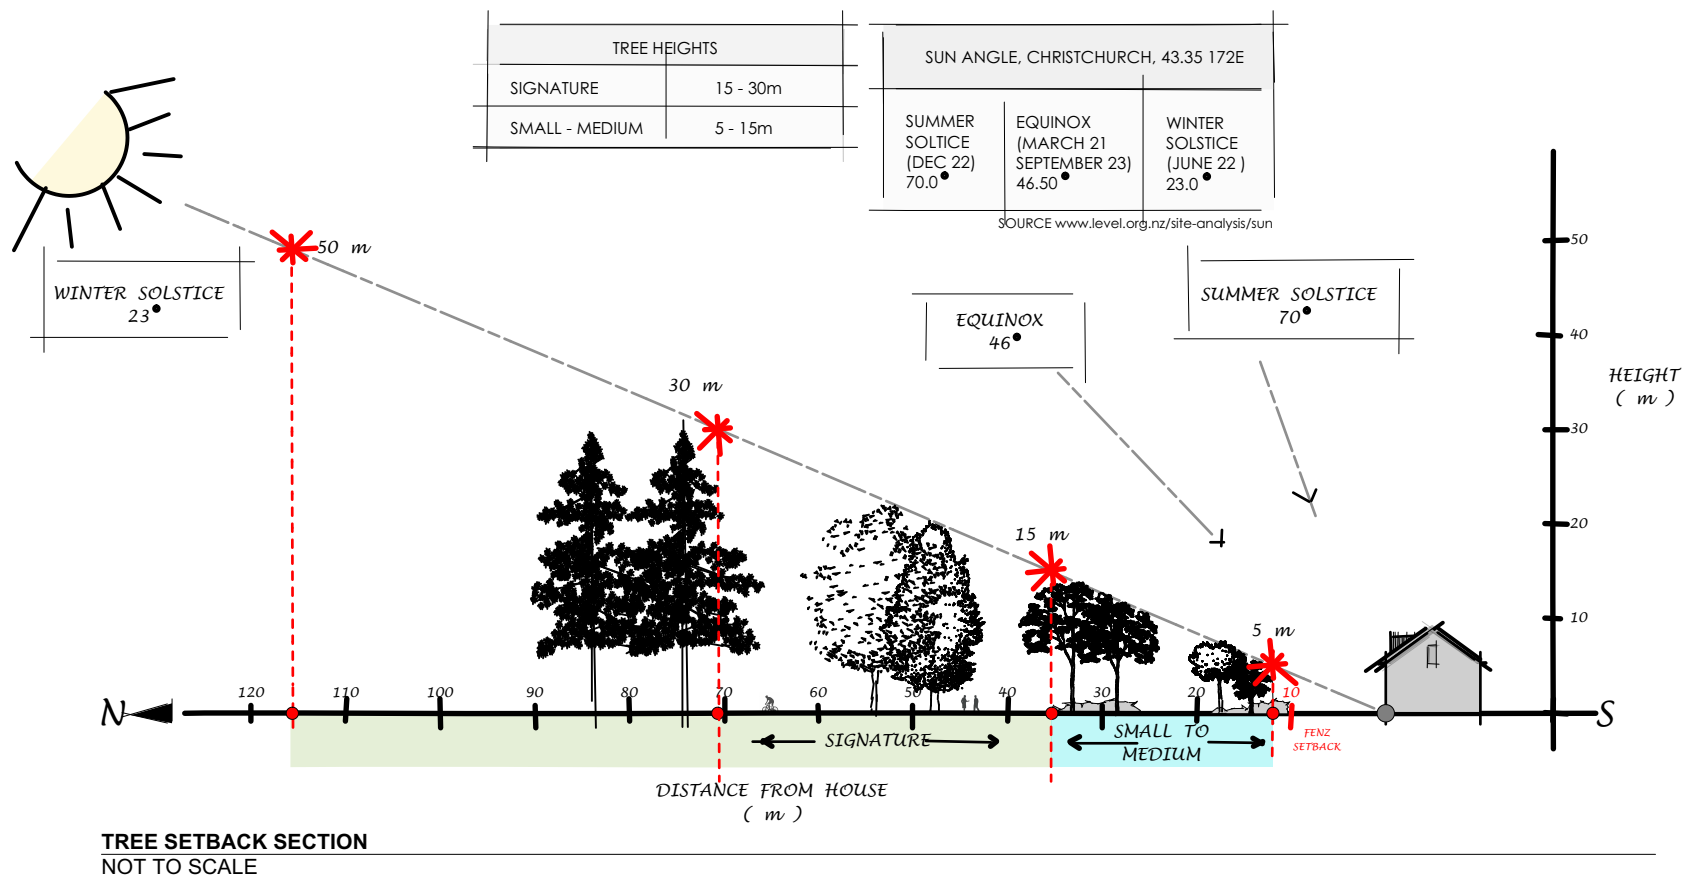 TREE HEIGHTS
SIGNATURE 15 - 30m
SMALL - MEDIUM 5 - 15m
SUN ANGLE, CHRISTCHURCH, 43.35 172E
SUMMER
SOLTICE
(DEC 22)
70.0°
EQUINOX
(MARCH 21
SEPTEMBER 23)
46.50°
WINTER
SOLSTICE
(JUNE 22 )
23.0°
SOURCE www.level.org.nz/site-analysis/sun
WINTER SOLSTICE
23°
EQUINOX
46°
SUMMER SOLSTICE
70°
50 m
30 m
15 m
5 m
50
40
30
20
10
HEIGHT
( m )
N
120 110 100 90 80 70 60 50 40 30 20 10
S
SIGNATURE
SMALL TO
MEDIUM
FENZ
SETBACK
DISTANCE FROM HOUSE
( m )
TREE SETBACK SECTION
NOT TO SCALE